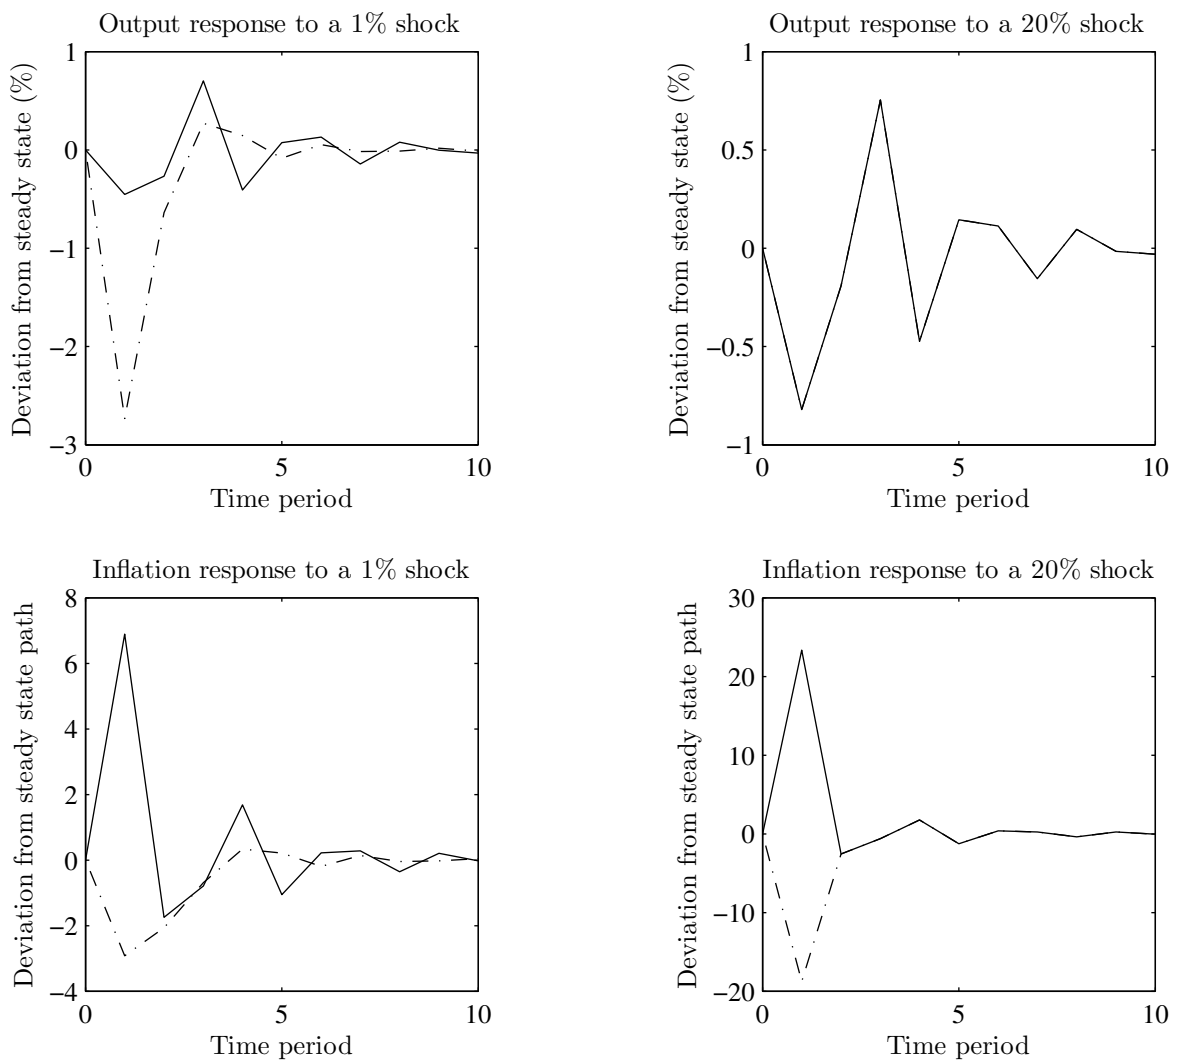 Output response to a 1% shock
1
0
−1
−2
−3
0
5
10
Deviation from steady state (%)
Time period
Output response to a 20% shock
1
0.5
0
−0.5
−1
0
5
10
Deviation from steady state (%)
Time period
Inflation response to a 1% shock
8
6
4
2
0
−2
−4
0
5
10
Deviation from steady state path
Time period
Inflation response to a 20% shock
30
20
10
0
−10
−20
0
5
10
Deviation from steady state path
Time period